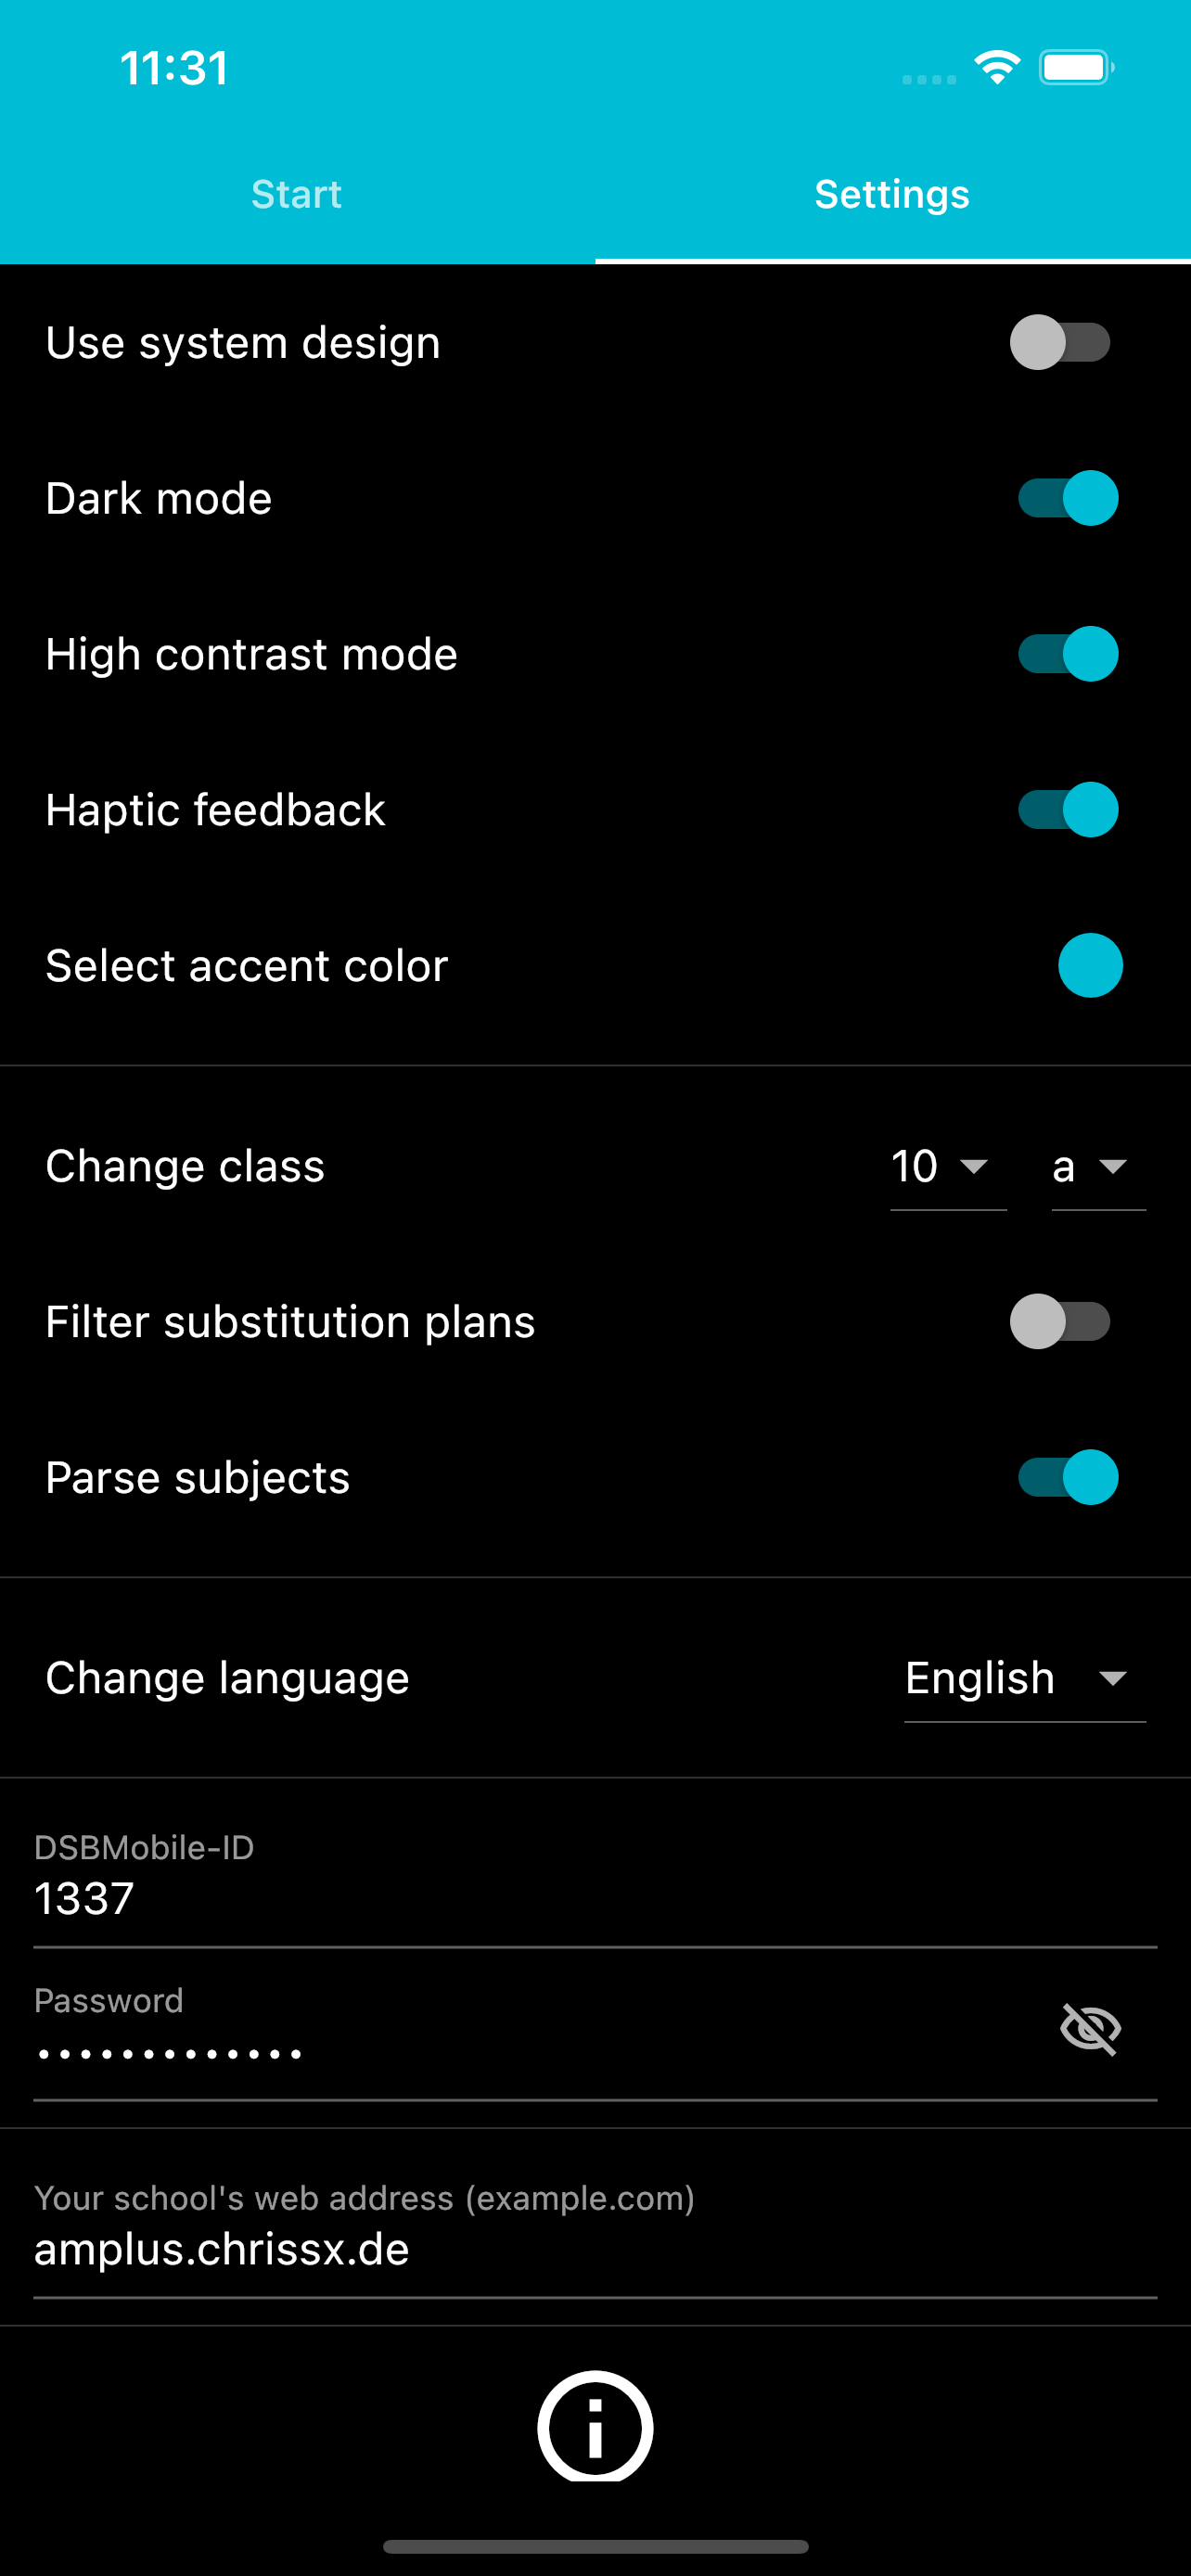 11:31
Start
Settings
Use system design
Dark mode
High contrast mode
Haptic feedback
Select accent color
Change class
10
a
Filter substitution plans
Parse subjects
Change language
English
DSBMobile-ID
1337
Password
•••••••••••••
Your school's web address (example.com)
amplus.chrissx.de